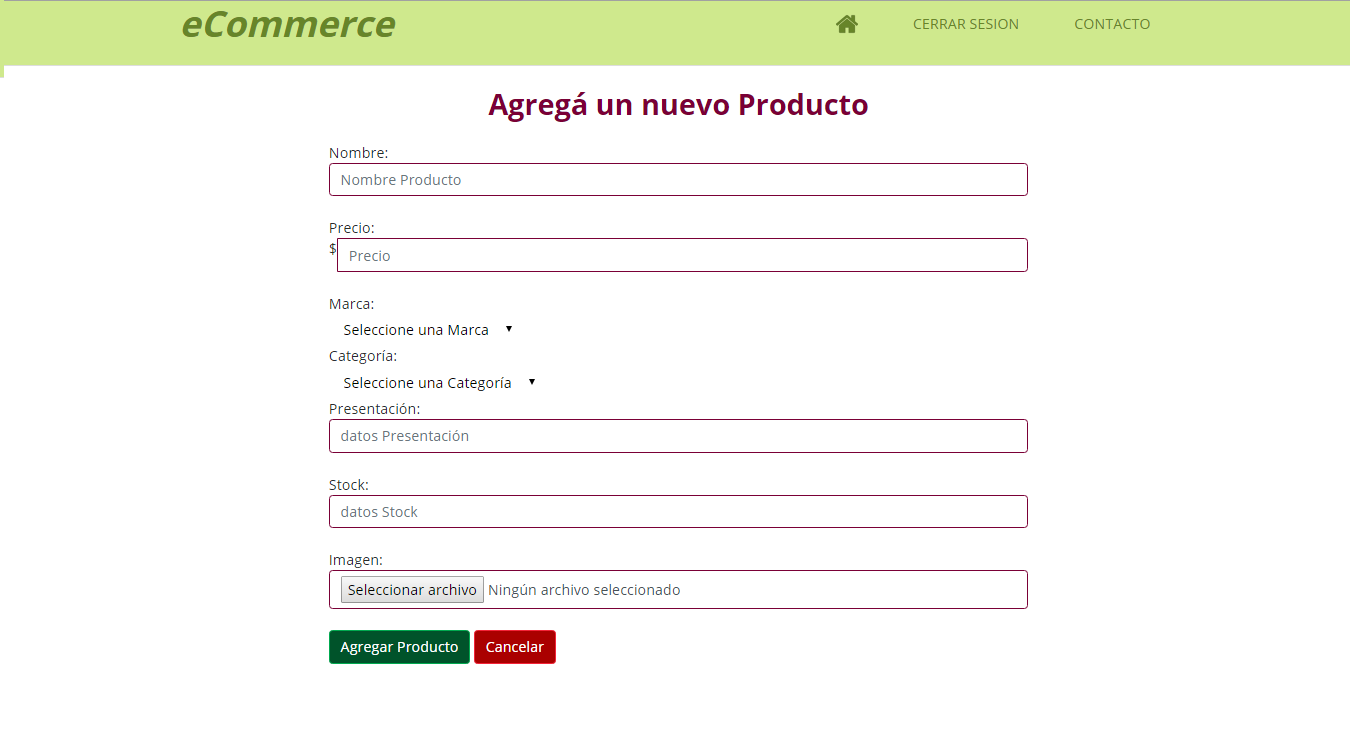 eCommerce
CERRAR SESION CONTACTO
Agregá un nuevo Producto
Nombre:
Nombre Producto
Precio:
$ Precio
Marca:
Seleccione una Marca
Categoría:
Seleccione una Categoría
Presentación:
datos Presentación
Stock:
datos Stock
Imagen:
Seleccionar archivo Ningún archivo seleccionado
Agregar Producto Cancelar